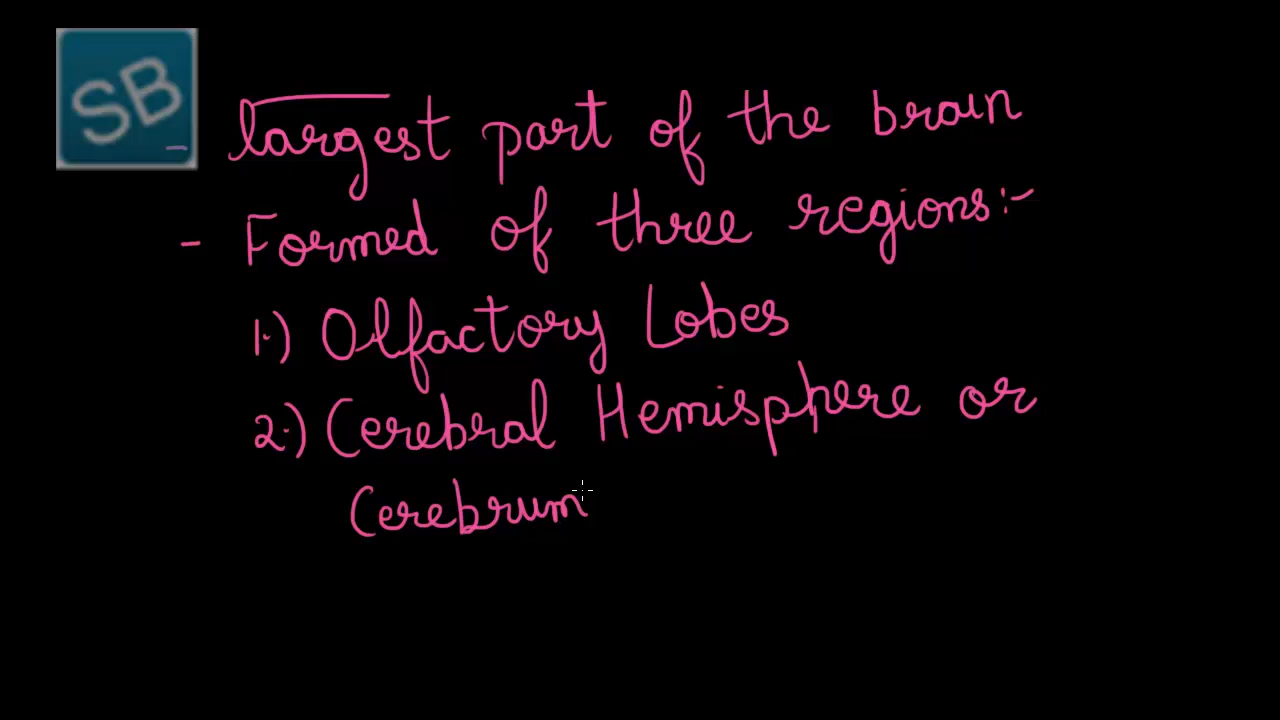 SB
- largest part of the brain
- Formed of three regions:-
1.) Olfactory Lobes
2.) Cerebral Hemisphere or
Cerebrum